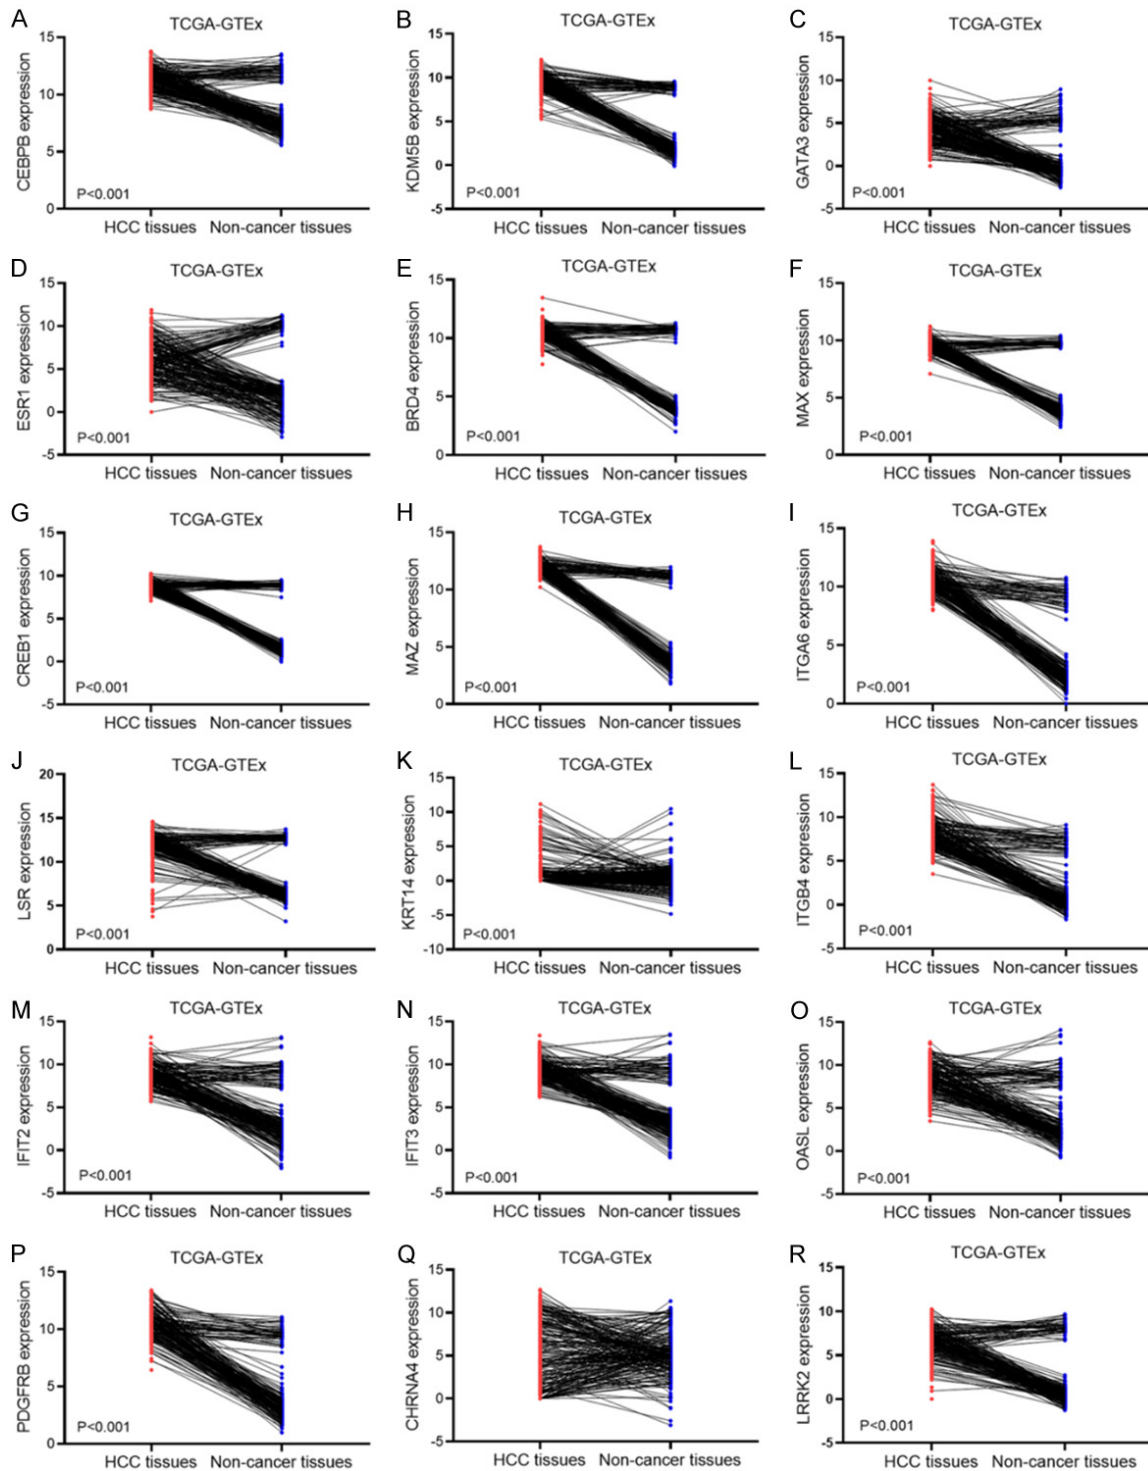 A
TCGA-GTEx
CEBPB expression
15
10
5
0
P<0.001
HCC tissues Non-cancer tissues
B
TCGA-GTEx
KDM5B expression
15
10
5
0
-5
P<0.001
HCC tissues Non-cancer tissues
C
TCGA-GTEx
GATA3 expression
15
10
5
0
-5
P<0.001
HCC tissues Non-cancer tissues
D
TCGA-GTEx
ESR1 expression
15
10
5
0
-5
P<0.001
HCC tissues Non-cancer tissues
E
TCGA-GTEx
BRD4 expression
15
10
5
0
P<0.001
HCC tissues Non-cancer tissues
F
TCGA-GTEx
MAX expression
15
10
5
0
P<0.001
HCC tissues Non-cancer tissues
G
TCGA-GTEx
CREB1 expression
15
10
5
0
-5
P<0.001
HCC tissues Non-cancer tissues
H
TCGA-GTEx
MAZ expression
15
10
5
0
P<0.001
HCC tissues Non-cancer tissues
I
TCGA-GTEx
ITGA6 expression
15
10
5
0
P<0.001
HCC tissues Non-cancer tissues
J
TCGA-GTEx
LSR expression
20
15
10
5
0
P<0.001
HCC tissues Non-cancer tissues
K
TCGA-GTEx
KRT14 expression
15
10
5
0
-5
-10
P<0.001
HCC tissues Non-cancer tissues
L
TCGA-GTEx
ITGB4 expression
15
10
5
0
-5
P<0.001
HCC tissues Non-cancer tissues
M
TCGA-GTEx
IFIT2 expression
15
10
5
0
-5
P<0.001
HCC tissues Non-cancer tissues
N
TCGA-GTEx
IFIT3 expression
15
10
5
0
-5
P<0.001
HCC tissues Non-cancer tissues
O
TCGA-GTEx
OASL expression
15
10
5
0
-5
P<0.001
HCC tissues Non-cancer tissues
P
TCGA-GTEx
PDGFRB expression
15
10
5
0
P<0.001
HCC tissues Non-cancer tissues
Q
TCGA-GTEx
CHRNA4 expression
15
10
5
0
-5
HCC tissues Non-cancer tissues
R
TCGA-GTEx
LRRK2 expression
15
10
5
0
-5
P<0.001
HCC tissues Non-cancer tissues